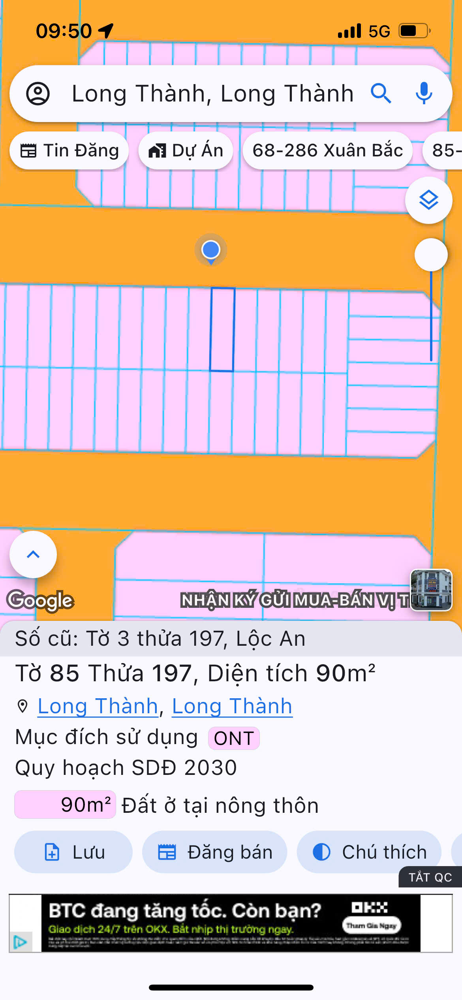 09:50
5G
Long Thành, Long Thành
Tin Đăng
Dự Án
68-286 Xuân Bắc
85-
Google
NHẬN KÝ GỬI MUA-BÁN VỊ T
Số cũ: Tờ 3 thửa 197, Lộc An
Tờ 85 Thửa 197, Diện tích 90m²
Long Thành, Long Thành
Mục đích sử dụng ONT
Quy hoạch SDĐ 2030
90m² Đất ở tại nông thôn
Lưu
Đăng bán
Chú thích
TẮT QC
BTC đang tăng tốc. Còn bạn?
Giao dịch 24/7 trên OKX. Bắt nhịp thị trường ngay.
OKX
Tham Gia Ngay